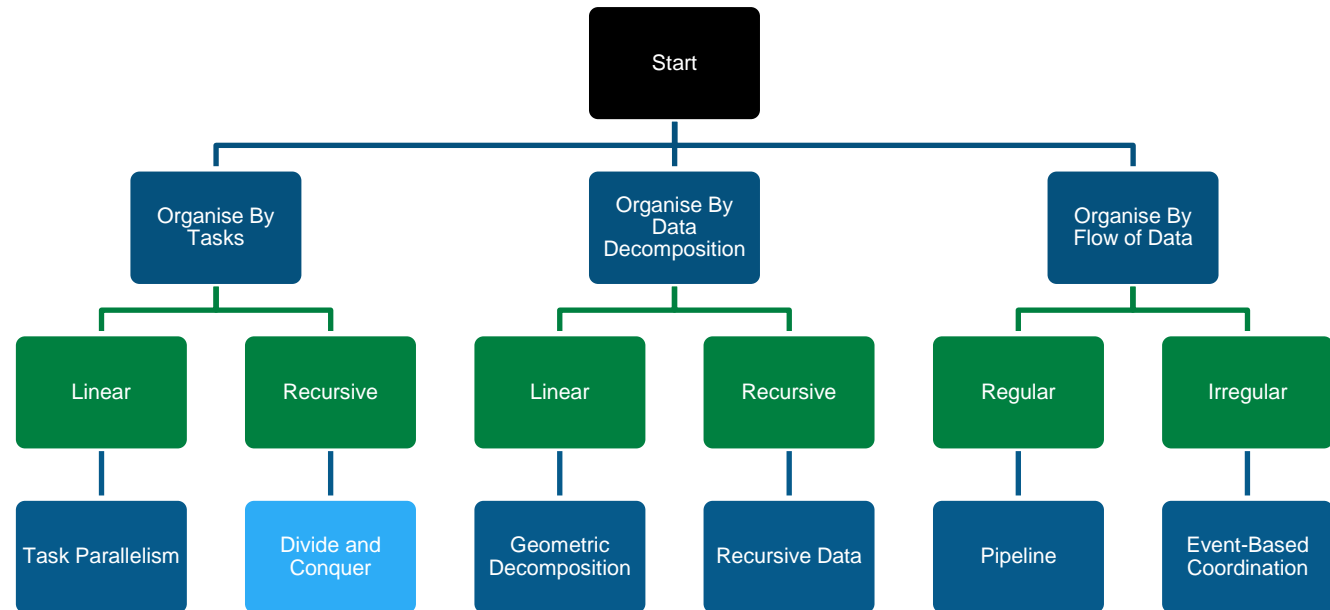 Start
Organise By
Tasks
Organise By
Data
Decomposition
Organise By
Flow of Data
Linear
Recursive
Linear
Recursive
Regular
Irregular
Task Parallelism
Divide and
Conquer
Geometric
Decomposition
Recursive Data
Pipeline
Event-Based
Coordination